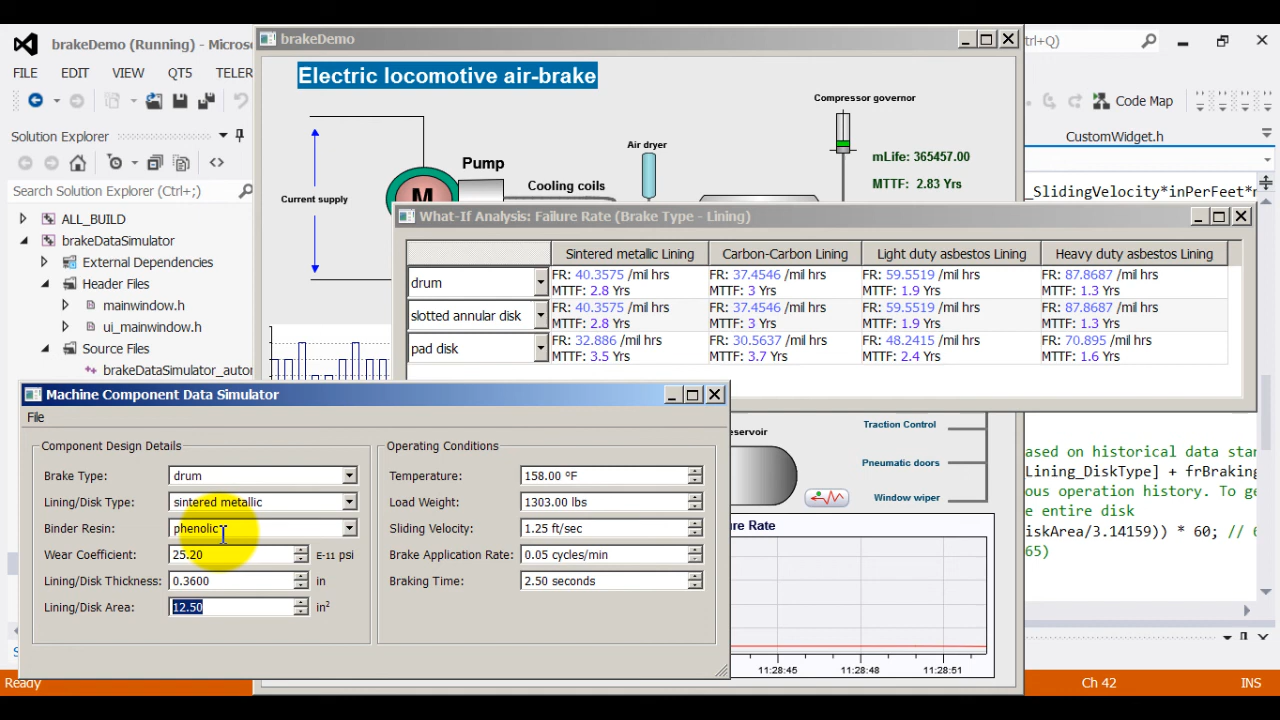 brakeDemo (Running) - Micros
trl+Q)
FILE EDIT VIEW QT5 TELER
Code Map
Solution Explorer
CustomWidget.h
Search Solution Explorer (Ctrl+;)
ALL_BUILD
brakeDataSimulator
External Dependencies
Header Files
mainwindow.h
ui_mainwindow.h
Source Files
brakeDataSimulator_autor
_SlidingVelocity*inPerFeet*
ased on historical data star
Lining_DiskType] + frBraking
ous operation history. To ge
e entire disk
iskArea/3.14159)) * 60; // 6
65)
brakeDemo
Electric locomotive air-brake
Compressor governor
Air dryer
Pump
M
Cooling coils
Current supply
mLife: 365457.00
MTTF: 2.83 Yrs
What-If Analysis: Failure Rate (Brake Type - Lining)
Sintered metallic Lining Carbon-Carbon Lining Light duty asbestos Lining Heavy duty asbestos Lining
drum
FR: 40.3575 /mil hrs FR: 37.4546 /mil hrs FR: 59.5519 /mil hrs FR: 87.8687 /mil hrs
MTTF: 2.8 Yrs MTTF: 3 Yrs MTTF: 1.9 Yrs MTTF: 1.3 Yrs
slotted annular disk
FR: 40.3575 /mil hrs FR: 37.4546 /mil hrs FR: 59.5519 /mil hrs FR: 87.8687 /mil hrs
MTTF: 2.8 Yrs MTTF: 3 Yrs MTTF: 1.9 Yrs MTTF: 1.3 Yrs
pad disk
FR: 32.886 /mil hrs FR: 30.5637 /mil hrs FR: 48.2415 /mil hrs FR: 70.895 /mil hrs
MTTF: 3.5 Yrs MTTF: 3.7 Yrs MTTF: 2.4 Yrs MTTF: 1.6 Yrs
Machine Component Data Simulator
File
Component Design Details
Brake Type: drum
Lining/Disk Type: sintered metallic
Binder Resin: phenolic
Wear Coefficient: 25.20 E-11 psi
Lining/Disk Thickness: 0.3600 in
Lining/Disk Area: 12.50 in²
Operating Conditions
Temperature: 158.00 ºF
Load Weight: 1303.00 lbs
Sliding Velocity: 1.25 ft/sec
Brake Application Rate: 0.05 cycles/min
Braking Time: 2.50 seconds
eservoir
Traction Control
Pneumatic doors
Window wiper
lure Rate
11:28:45 11:28:48 11:28:51
Ready
Ch 42
INS